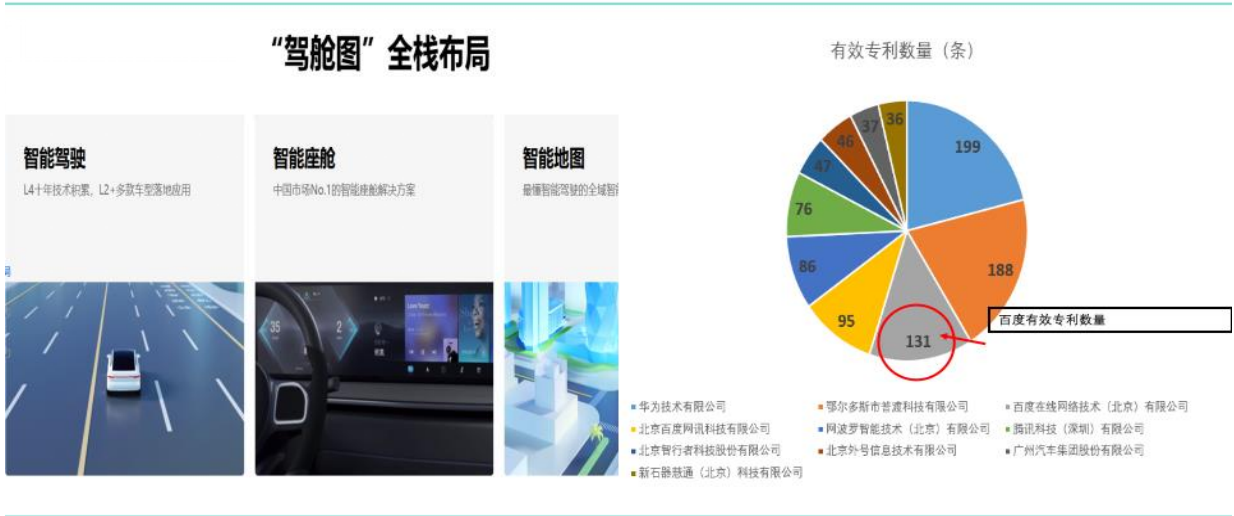 “驾舱图”全栈布局
智能驾驶
L4十年技术积累，L2+多款车型落地应用
智能座舱
中国市场No.1的智能座舱解决方案
智能地图
最懂智能驾驶的全域智
有效专利数量（条）
199
188
131
95
86
76
47
46
37
36
百度有效专利数量
华为技术有限公司
鄂尔多斯市普渡科技有限公司
百度在线网络技术（北京）有限公司
北京百度网讯科技有限公司
阿波罗智能技术（北京）有限公司
腾讯科技（深圳）有限公司
北京智行者科技股份有限公司
北京外号信息技术有限公司
广州汽车集团股份有限公司
新石器慧通（北京）科技有限公司
35
2